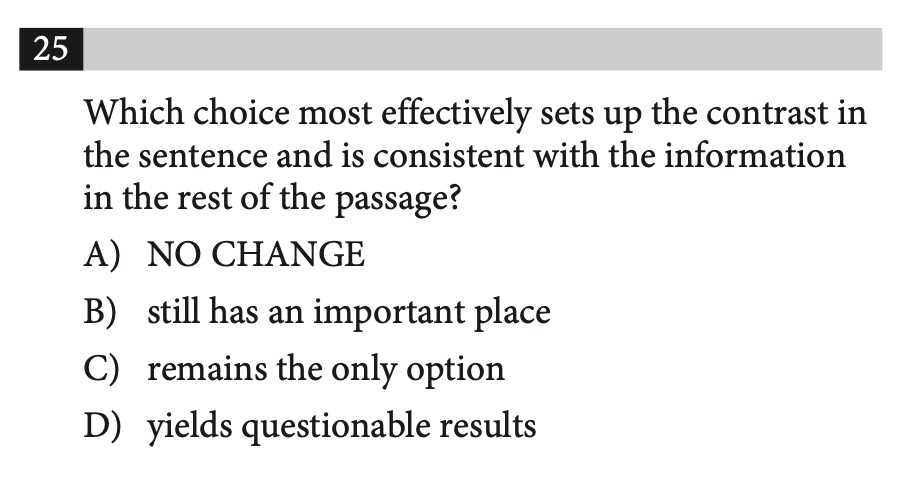 25
Which choice most effectively sets up the contrast in
the sentence and is consistent with the information
in the rest of the passage?
A) NO CHANGE
B) still has an important place
C) remains the only option
D) yields questionable results